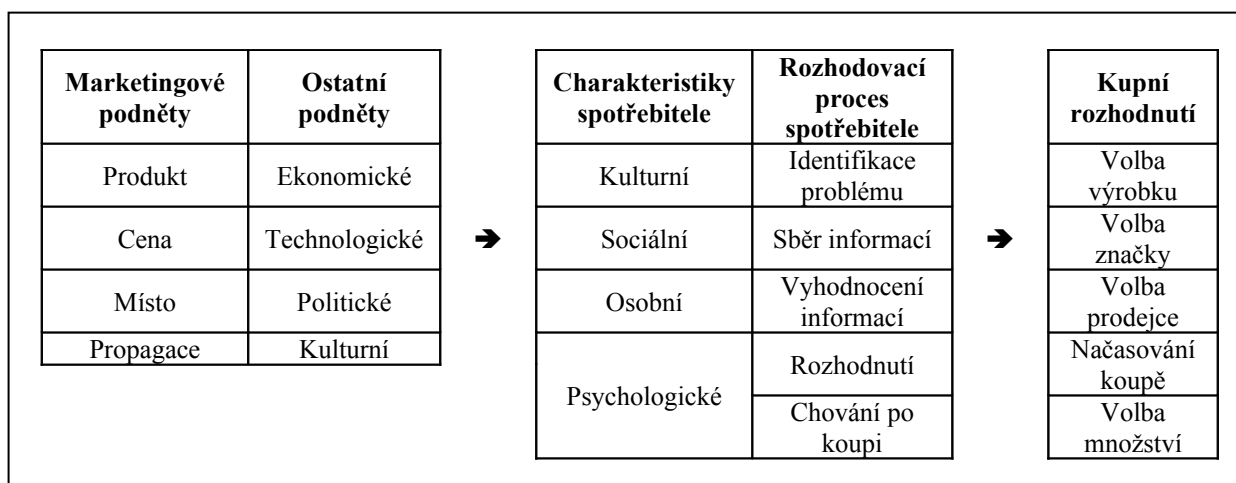 Marketingové
podněty
Ostatní
podněty
Produkt
Ekonomické
Cena
Technologické
Místo
Politické
Propagace
Kulturní
➔
Charakteristiky
spotřebitele
Rozhodovací
proces
spotřebitele
Kulturní
Identifikace
problému
Sociální
Sběr informací
Osobní
Vyhodnocení
informací
Psychologické
Rozhodnutí
Chování po
koupi
➔
Kupní
rozhodnutí
Volba
výrobku
Volba
značky
Volba
prodejce
Načasování
koupě
Volba
množství